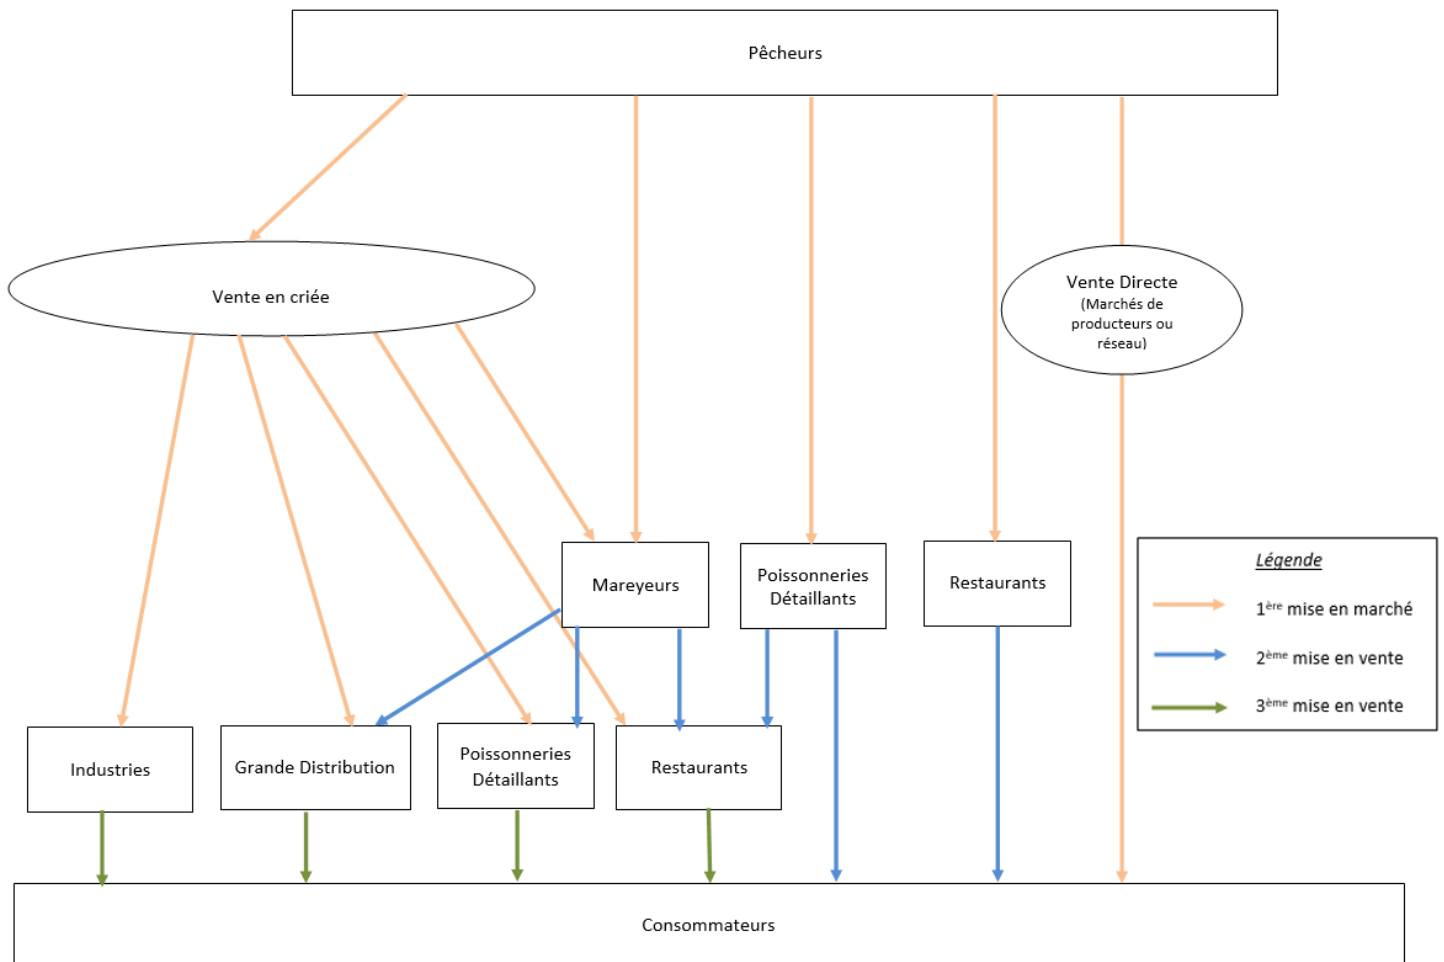 Pêcheurs
Vente en criée
Vente Directe
(Marchés de
producteurs ou
réseau)
Mareyeurs
Poissonneries
Détaillants
Restaurants
Légende
1ère mise en marché
2ème mise en vente
3ème mise en vente
Industries
Grande Distribution
Poissonneries
Détaillants
Restaurants
Consommateurs